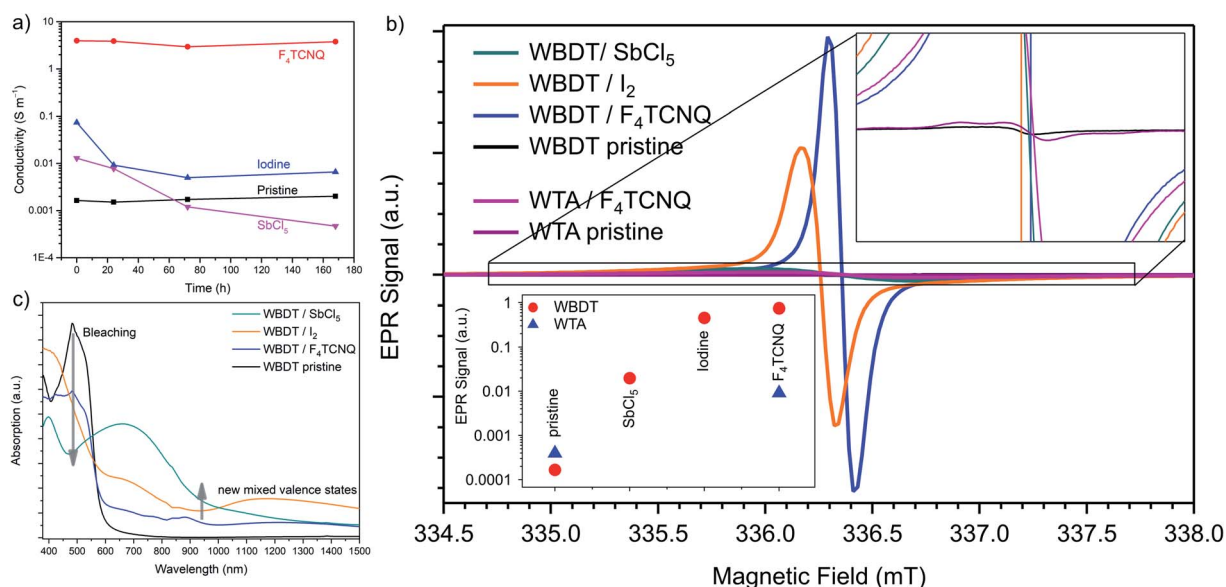 a)
10
1
0.1
0.01
0.001
1E-4
Conductivity (S m⁻¹)
F₄TCNQ
Iodine
Pristine
SbCl₅
0 20 40 60 80 100 120 140 160 180
Time (h)
b)
EPR Signal (a.u.)
WBDT/ SbCl₅
WBDT / I₂
WBDT / F₄TCNQ
WBDT pristine
WTA / F₄TCNQ
WTA pristine
EPR Signal (a.u.)
1
0.1
0.01
0.001
0.0001
WBDT
WTA
pristine
SbCl₅
Iodine
F₄TCNQ
334.5 335.0 335.5 336.0 336.5 337.0 337.5 338.0
Magnetic Field (mT)
c)
Absorption (a.u.)
Bleaching
WBDT / SbCl₅
WBDT / I₂
WBDT / F₄TCNQ
WBDT pristine
new mixed valence states
400 500 600 700 800 900 1000 1100 1200 1300 1400 1500
Wavelength (nm)